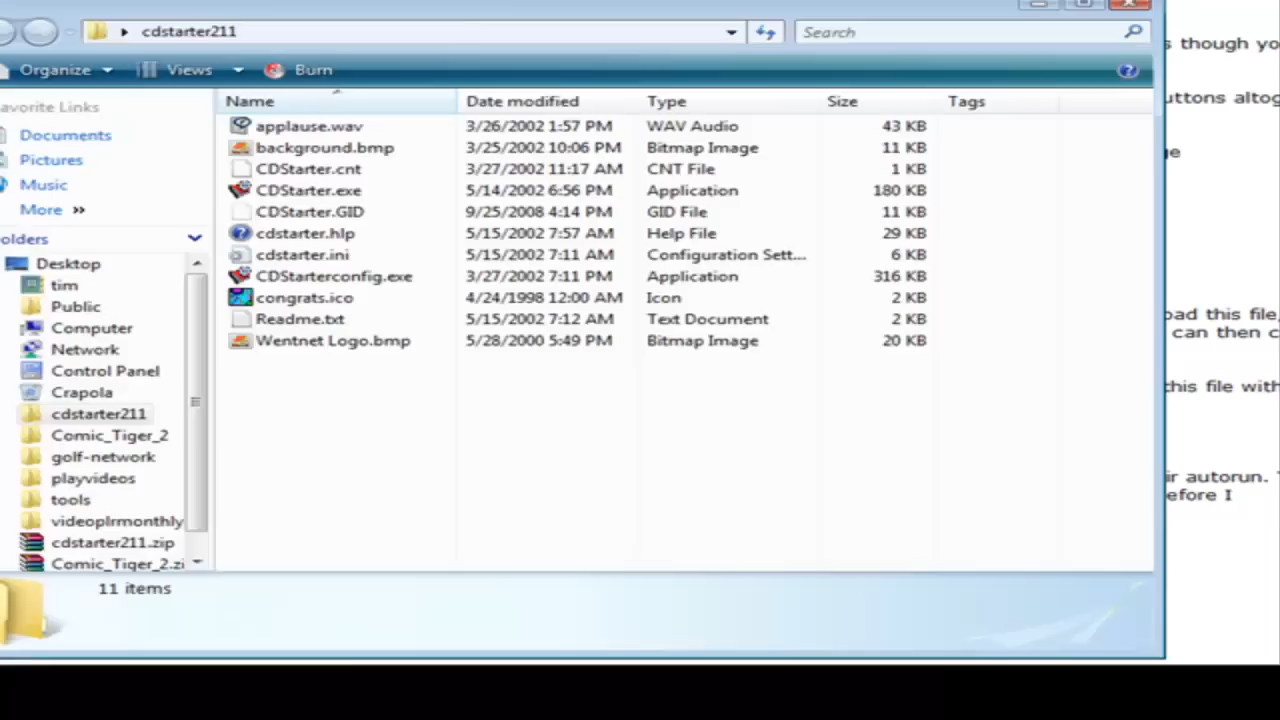 cdstarter211
Search
Organize Views Burn
avorite Links
Documents
Pictures
Music
More »
olders
Desktop
tim
Public
Computer
Network
Control Panel
Crapola
cdstarter211
Comic_Tiger_2
golf-network
playvideos
tools
videoplrmonthly
cdstarter211.zip
Comic_Tiger_2.zi
Name Date modified Type Size Tags
applause.wav 3/26/2002 1:57 PM WAV Audio 43 KB
background.bmp 3/25/2002 10:06 PM Bitmap Image 11 KB
CDStarter.cnt 3/27/2002 11:17 AM CNT File 1 KB
CDStarter.exe 5/14/2002 6:56 PM Application 180 KB
CDStarter.GID 9/25/2008 4:14 PM GID File 11 KB
cdstarter.hlp 5/15/2002 7:57 AM Help File 29 KB
cdstarter.ini 5/15/2002 7:11 AM Configuration Sett... 6 KB
CDStarterconfig.exe 3/27/2002 7:11 PM Application 316 KB
congrats.ico 4/24/1998 12:00 AM Icon 2 KB
Readme.txt 5/15/2002 7:12 AM Text Document 2 KB
Wentnet Logo.bmp 5/28/2000 5:49 PM Bitmap Image 20 KB
11 items
s though yo
uttons altog
ge
oad this file,
can then c
this file with
ir autorun.
efore I